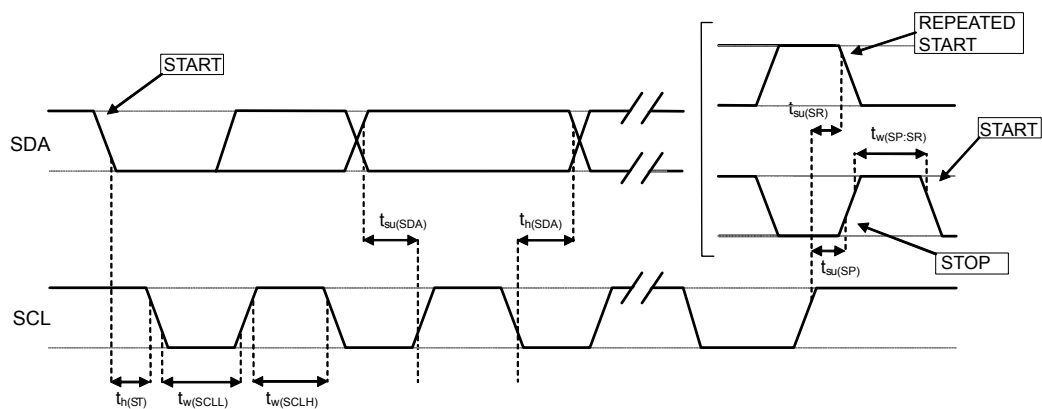 REPEATED
START
START
t_su(SR)
t_w(SP:SR)
START
SDA
t_su(SDA)
t_h(SDA)
STOP
t_su(SP)
SCL
t_h(ST)
t_w(SCLL)
t_w(SCLH)